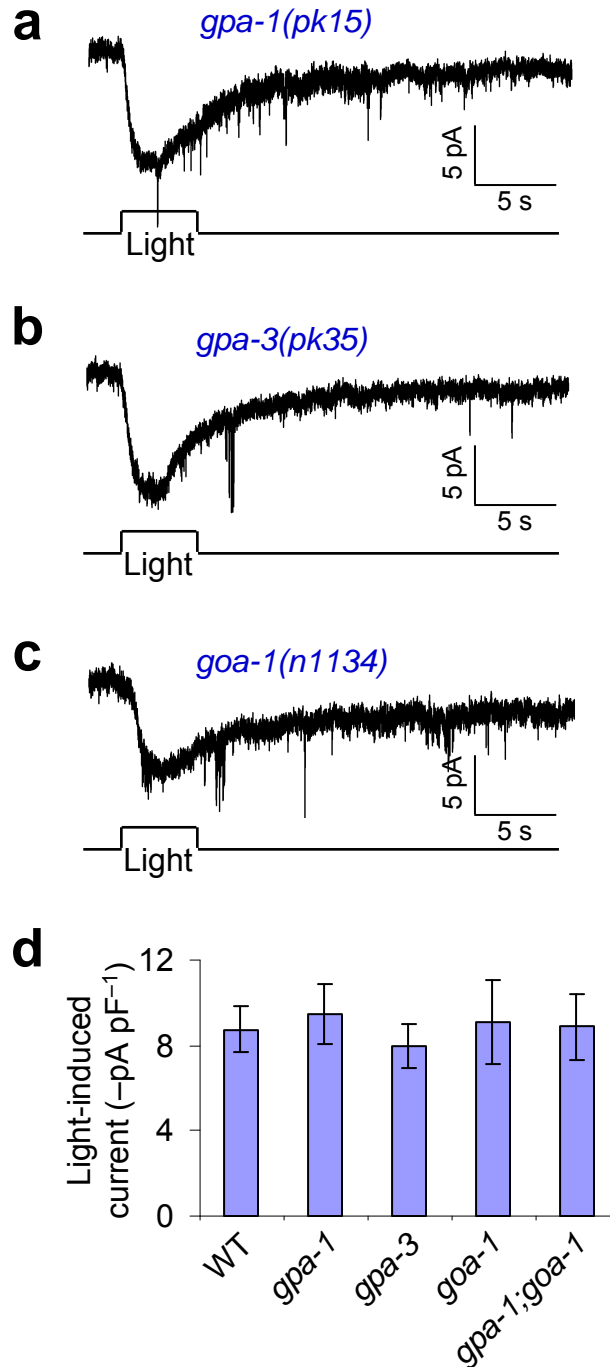 a
gpa-1(pk15)
5 pA
5 s
Light
b
gpa-3(pk35)
5 pA
5 s
Light
c
goa-1(n1134)
5 pA
5 s
Light
d
Light-induced
current (–pA pF⁻¹)
12
8
4
0
WT
gpa-1
gpa-3
goa-1
gpa-1;goa-1